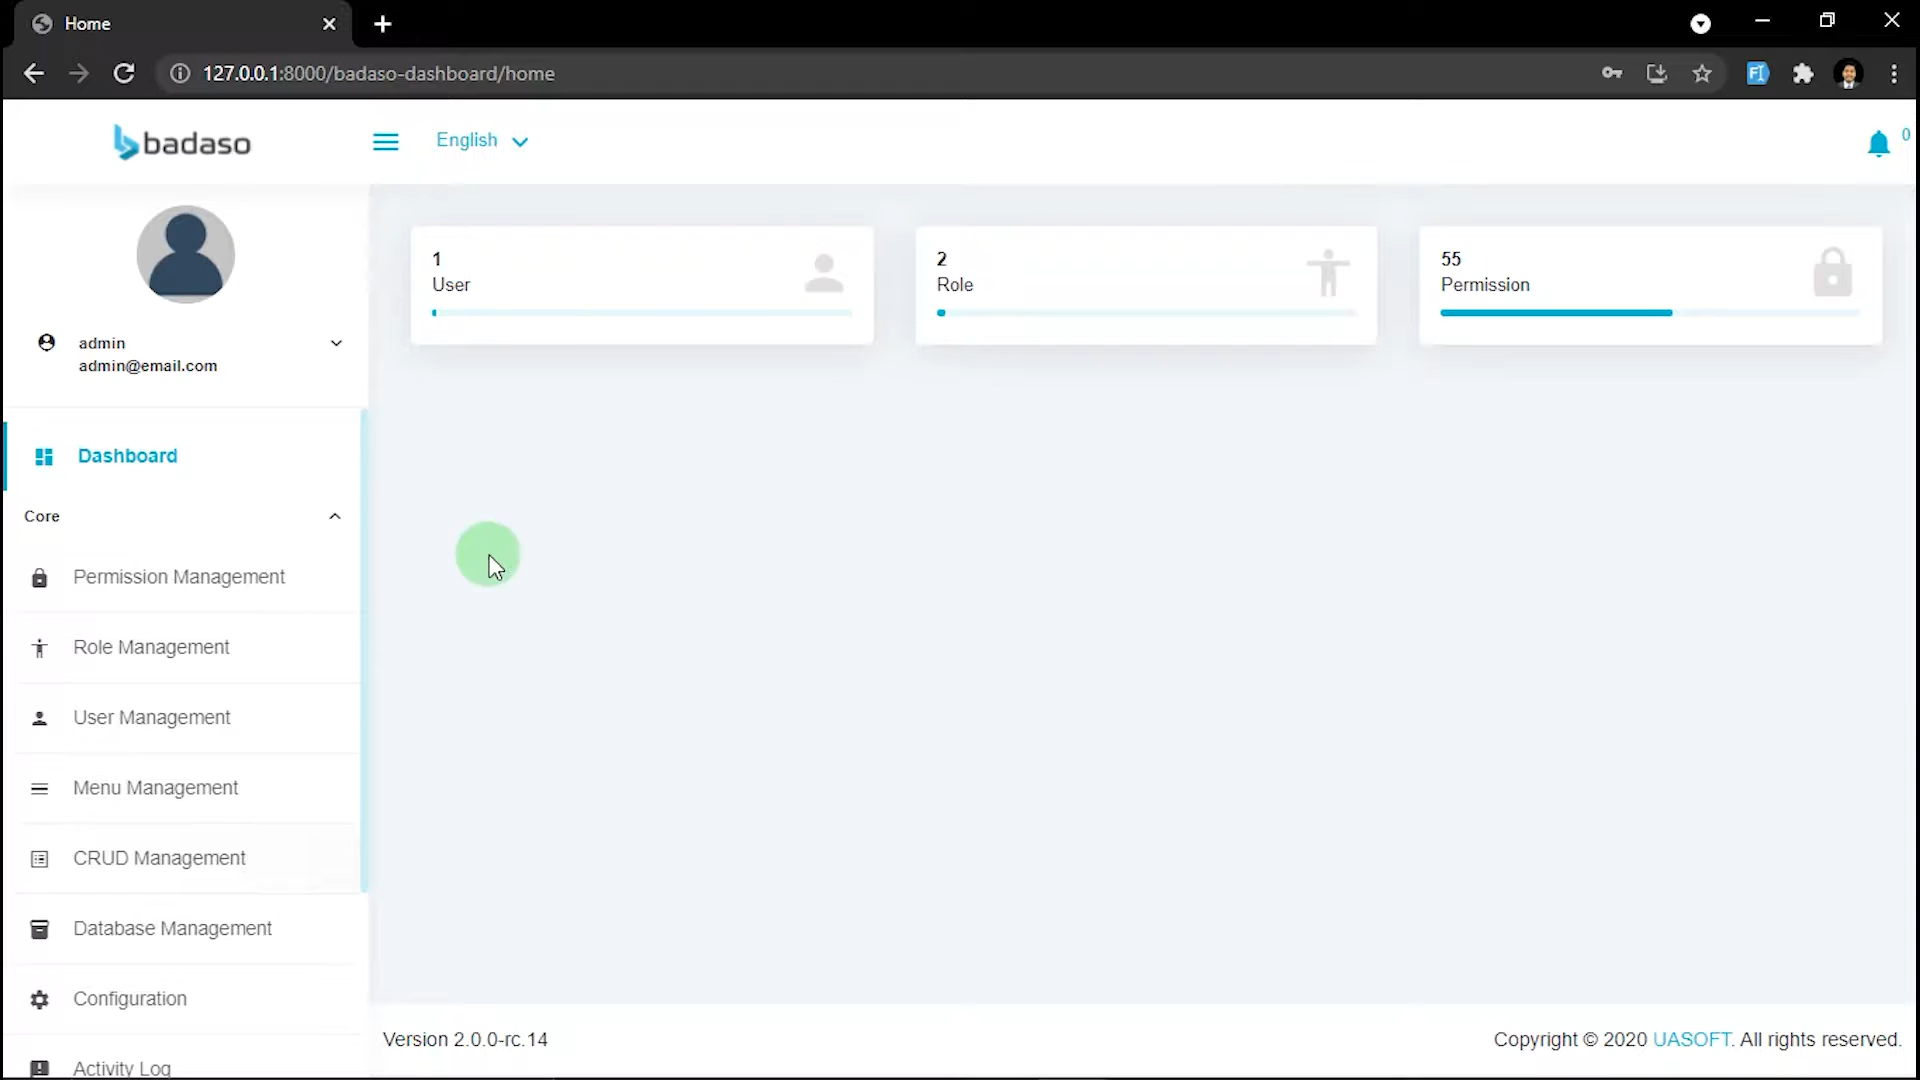 Home
127.0.0.1:8000/badaso-dashboard/home
badaso
English
0
admin
admin@email.com
1
User
2
Role
55
Permission
Dashboard
Core
Permission Management
Role Management
User Management
Menu Management
CRUD Management
Database Management
Configuration
Activity Log
Version 2.0.0-rc.14
Copyright © 2020 UASOFT. All rights reserved.